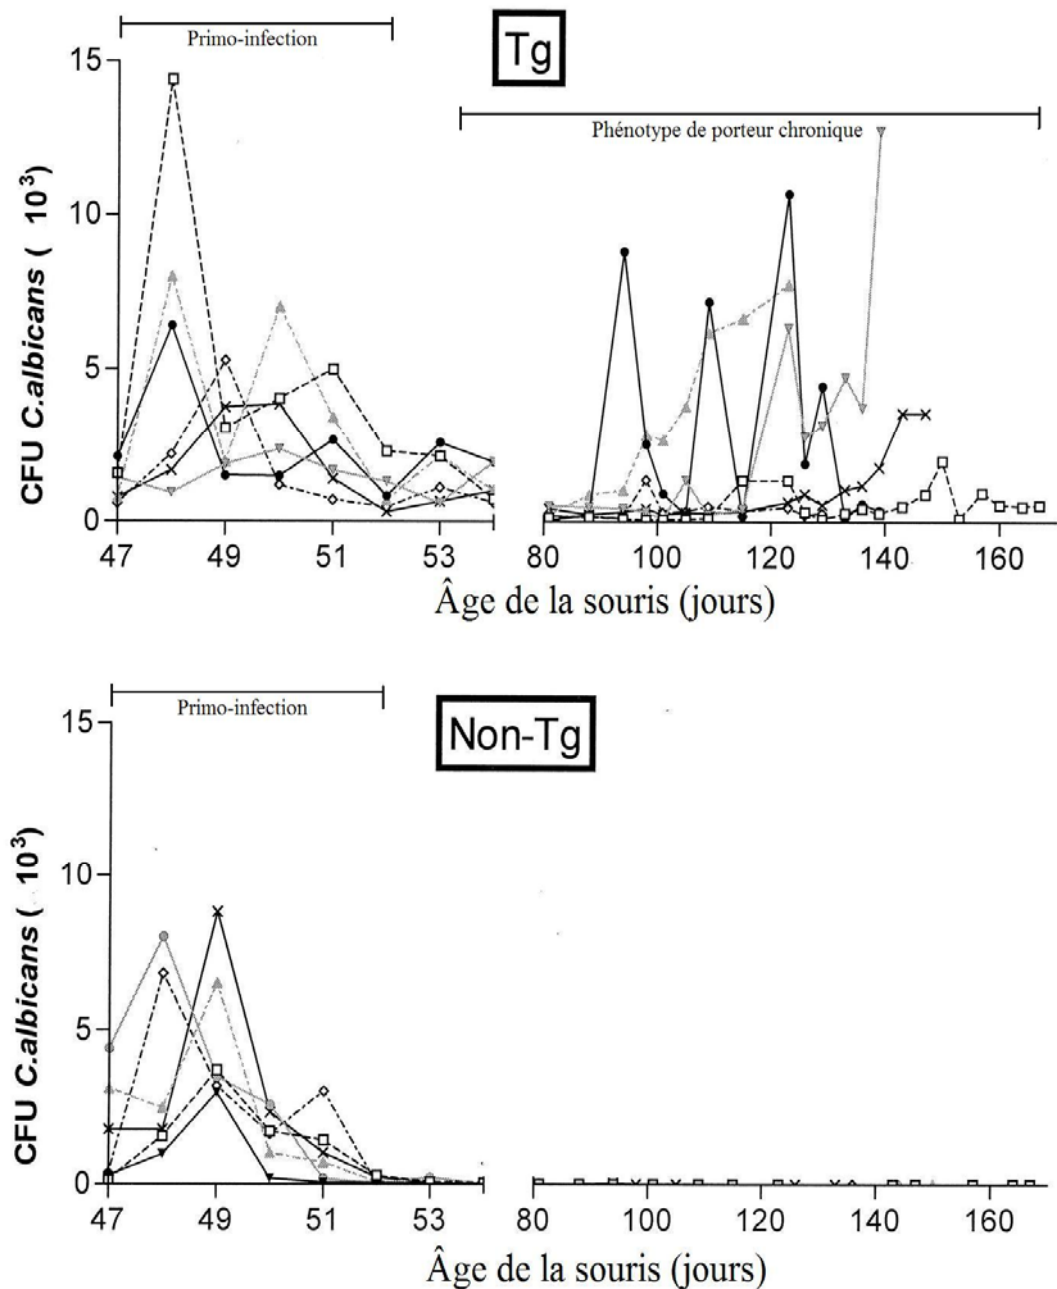 Primo-infection
Tg
Phénotype de porteur chronique
CFU C.albicans ( 10³)
15
10
5
0
47 49 51 53 80 100 120 140 160
Âge de la souris (jours)
Primo-infection
Non-Tg
CFU C.albicans ( 10³)
15
10
5
0
47 49 51 53 80 100 120 140 160
Âge de la souris (jours)